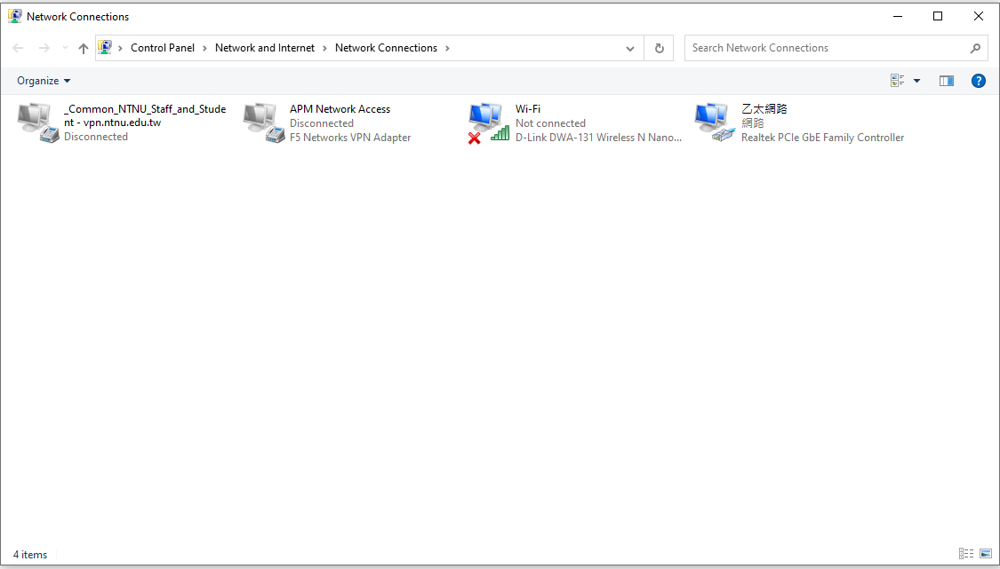 Network Connections
Control Panel > Network and Internet > Network Connections >
Search Network Connections
Organize
_Common_NTNU_Staff_and_Stude
nt - vpn.ntnu.edu.tw
Disconnected
APM Network Access
Disconnected
F5 Networks VPN Adapter
Wi-Fi
Not connected
D-Link DWA-131 Wireless N Nano...
乙太網路
網路
Realtek PCIe GbE Family Controller
4 items